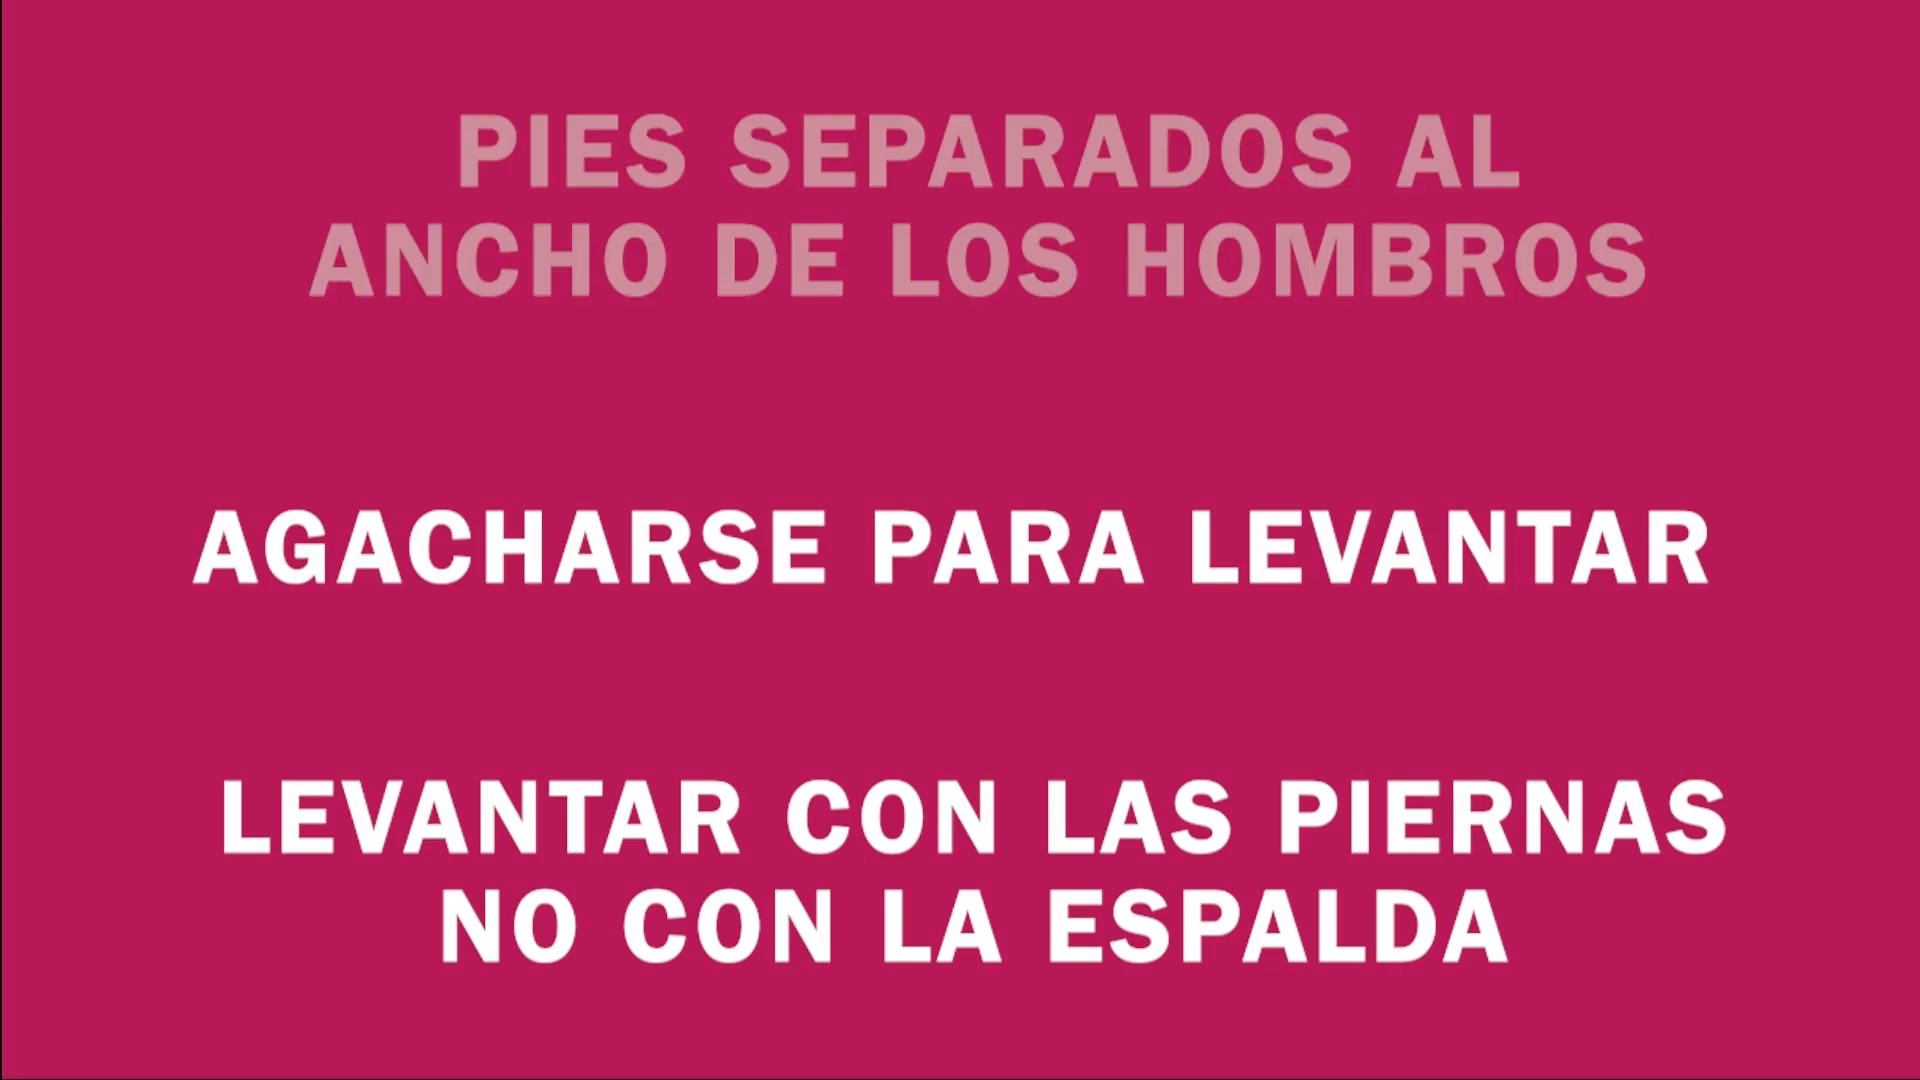 PIES SEPARADOS AL
ANCHO DE LOS HOMBROS
AGACHARSE PARA LEVANTAR
LEVANTAR CON LAS PIERNAS
NO CON LA ESPALDA